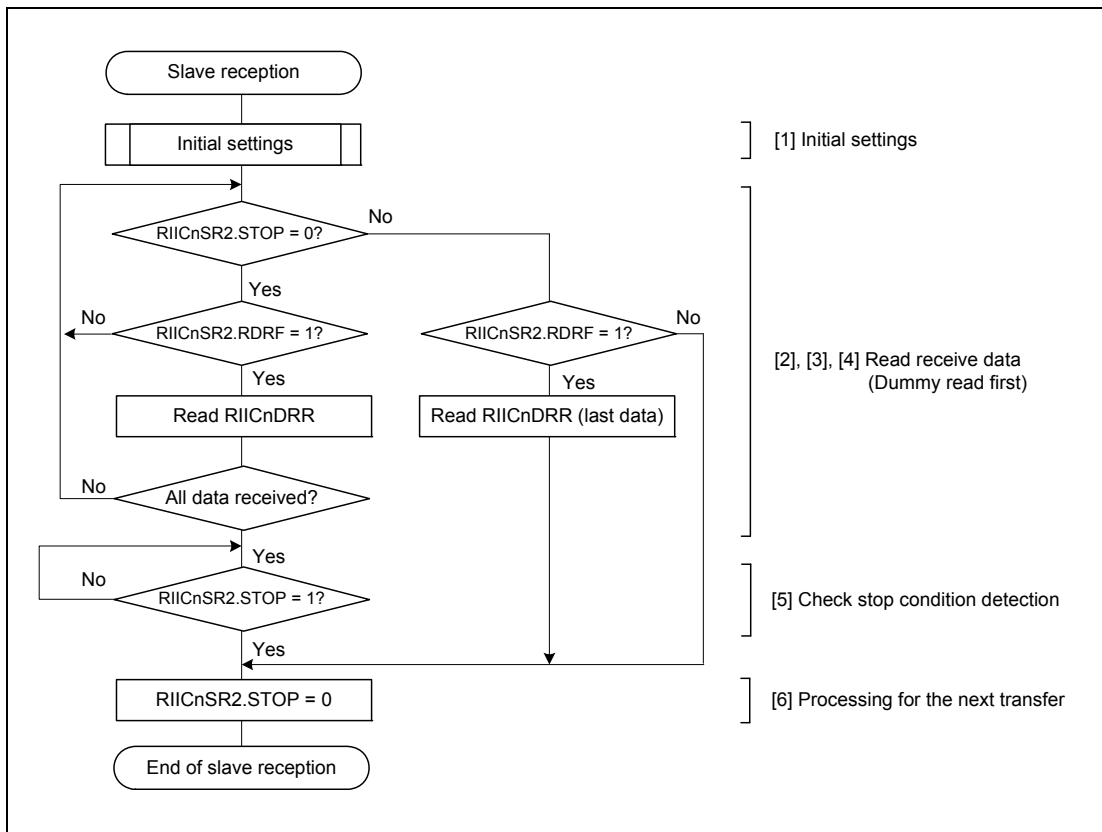 Slave reception
Initial settings
[1] Initial settings
No
RIICnSR2.STOP = 0?
Yes
No
RIICnSR2.RDRF = 1?
RIICnSR2.RDRF = 1?
No
[2], [3], [4] Read receive data
(Dummy read first)
Yes
Yes
Read RIICnDRR
Read RIICnDRR (last data)
No
All data received?
Yes
No
RIICnSR2.STOP = 1?
[5] Check stop condition detection
Yes
RIICnSR2.STOP = 0
[6] Processing for the next transfer
End of slave reception